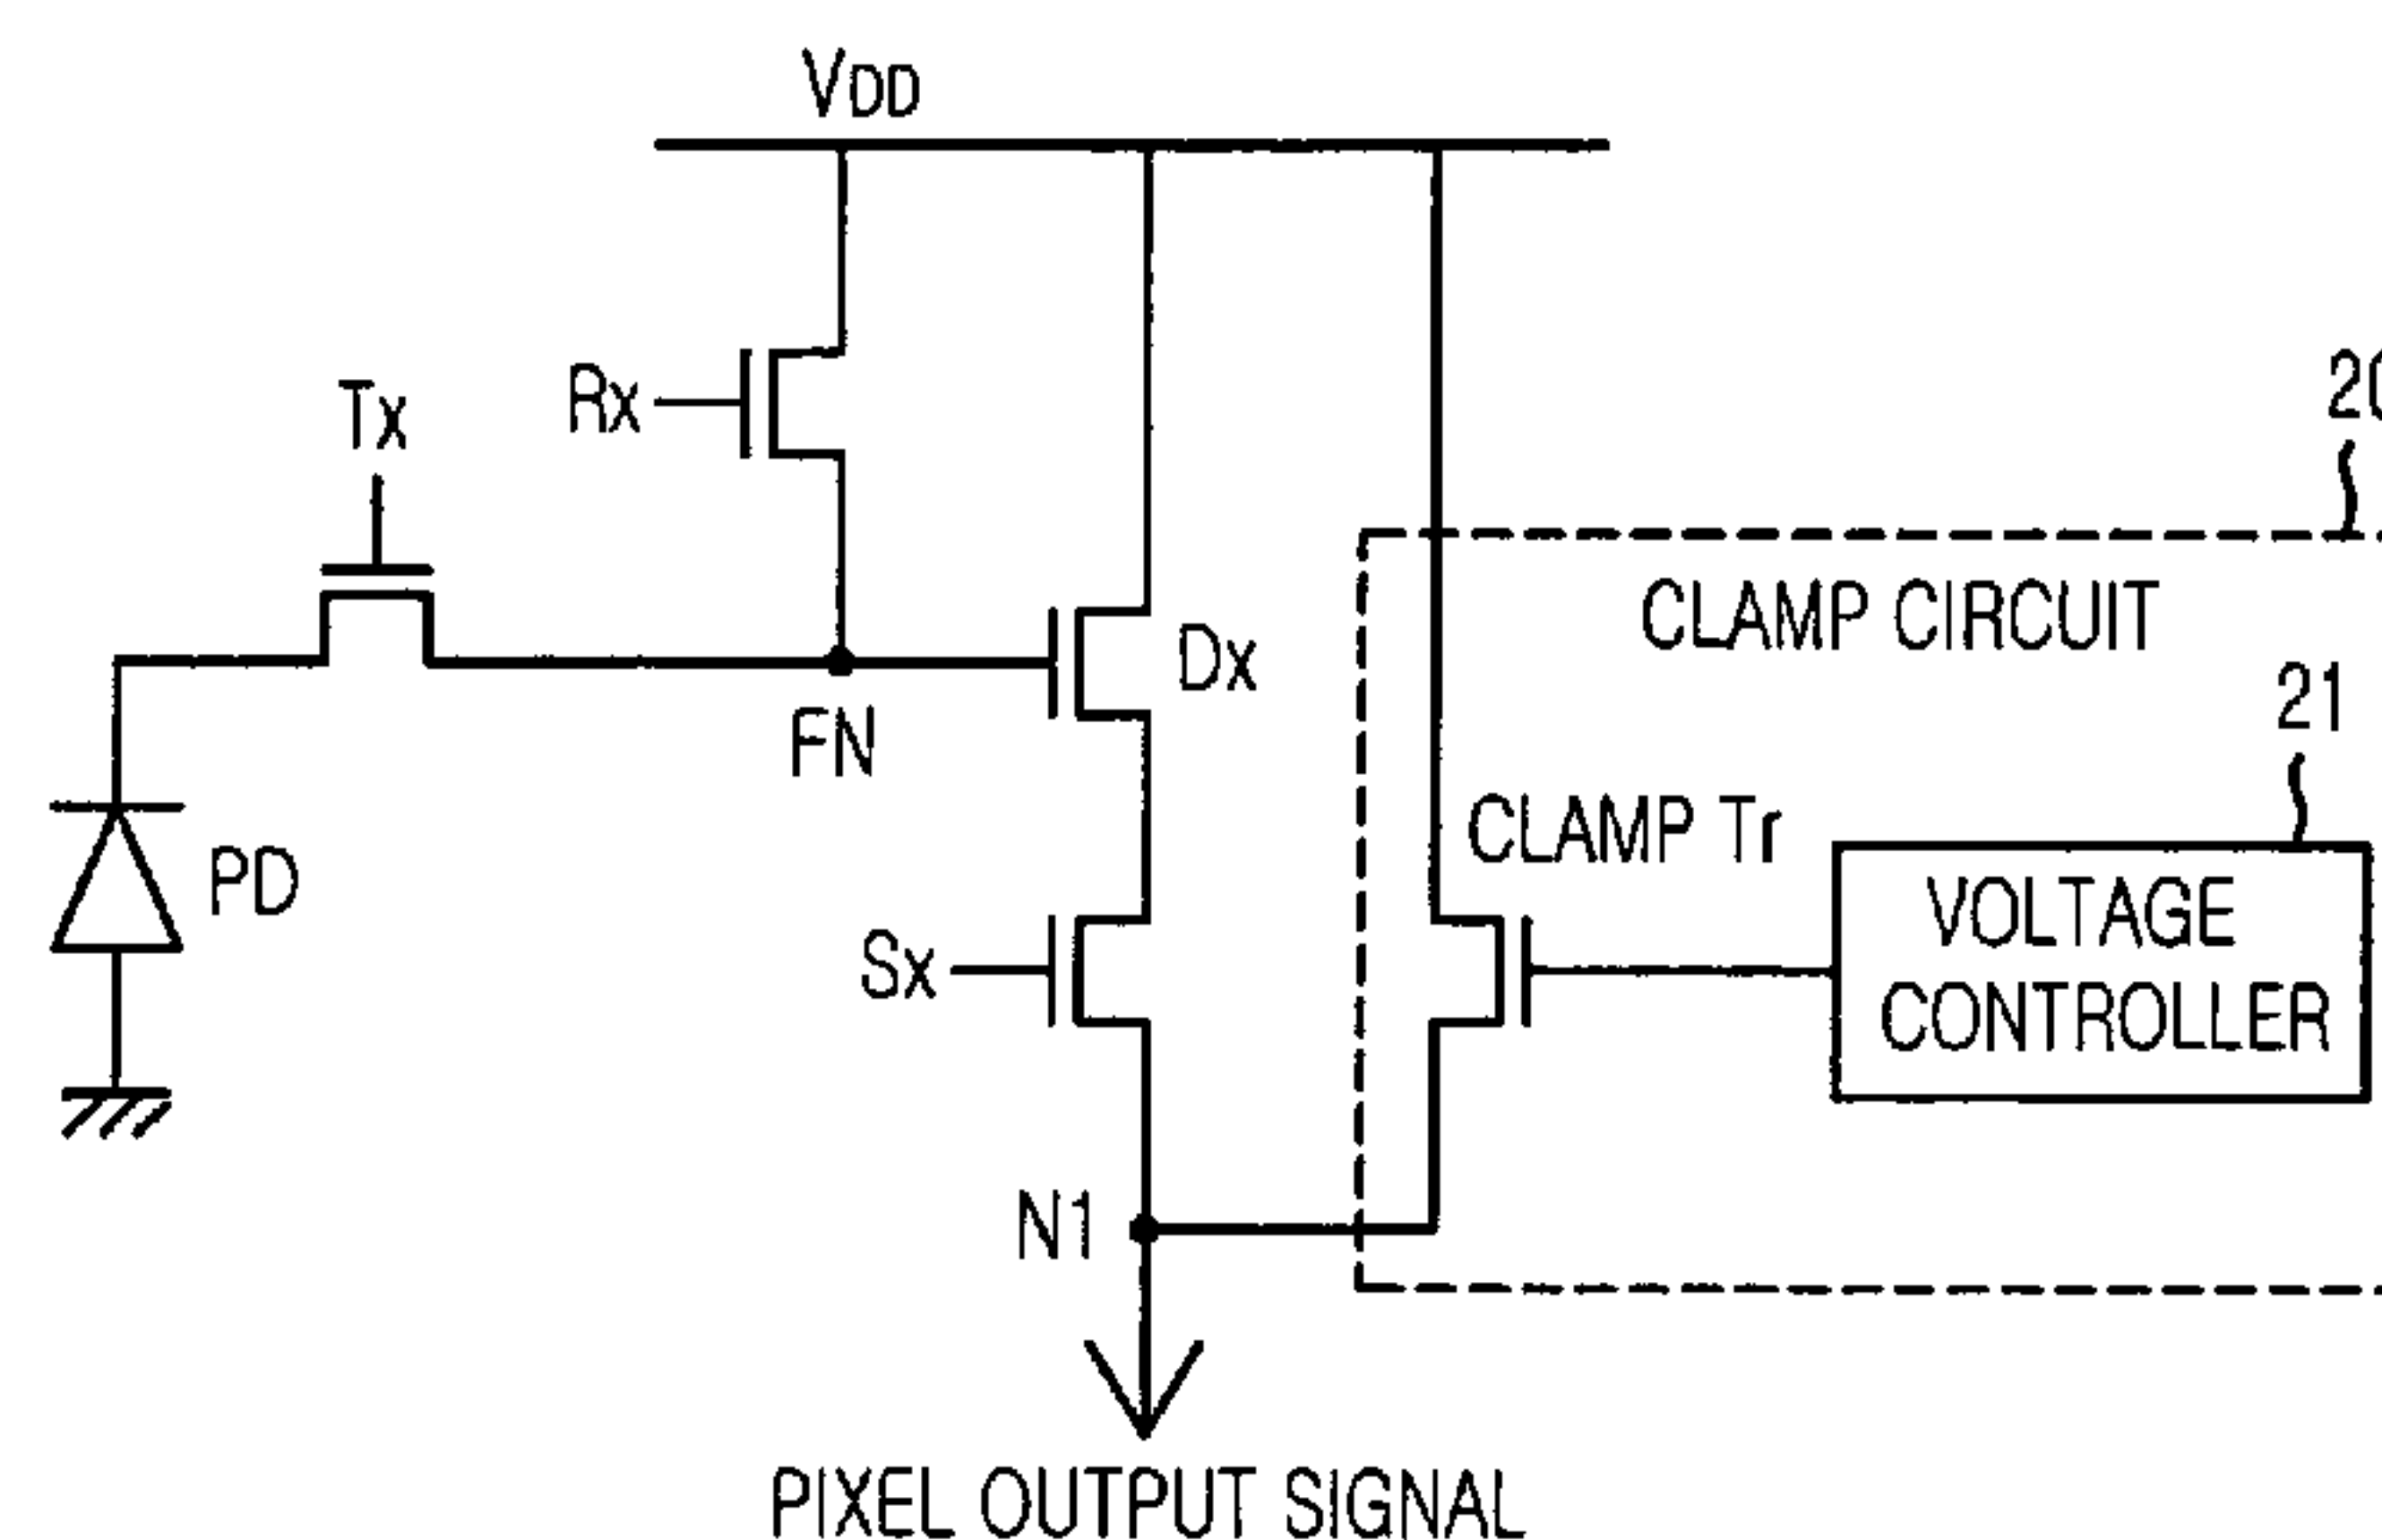 VDD
Tx
Rx
20
CLAMP CIRCUIT
Dx
21
FN
CLAMP Tr
PD
VOLTAGE
CONTROLLER
Sx
N1
PIXEL OUTPUT SIGNAL